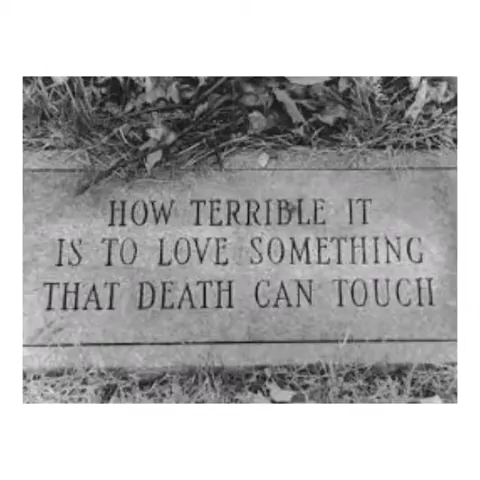 HOW TERRIBLE IT
IS TO LOVE SOMETHING
THAT DEATH CAN TOUCH